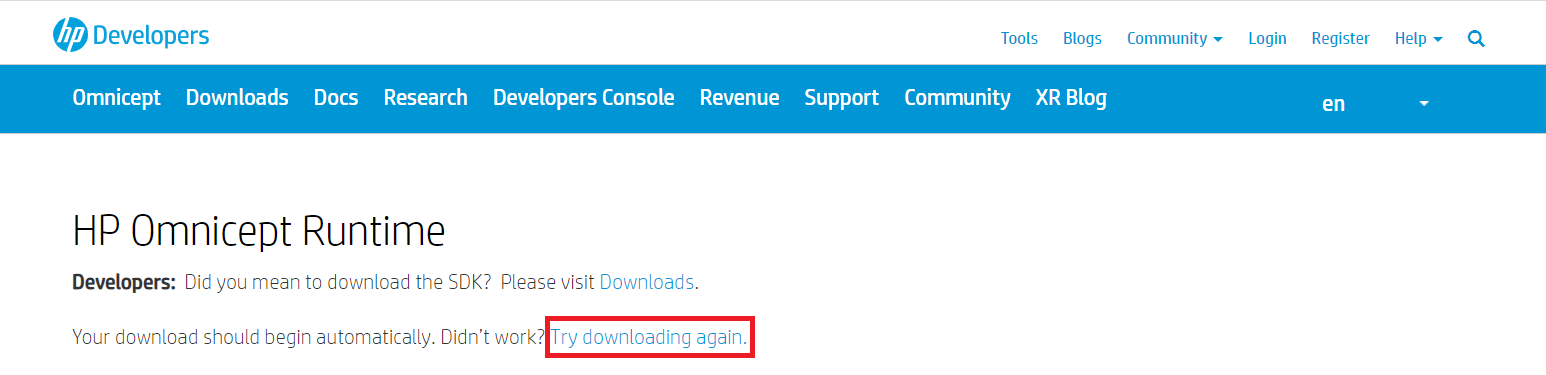 hp Developers
Tools Blogs Community Login Register Help
Omnicept Downloads Docs Research Developers Console Revenue Support Community XR Blog en
HP Omnicept Runtime
Developers: Did you mean to download the SDK? Please visit Downloads.
Your download should begin automatically. Didn't work? Try downloading again.